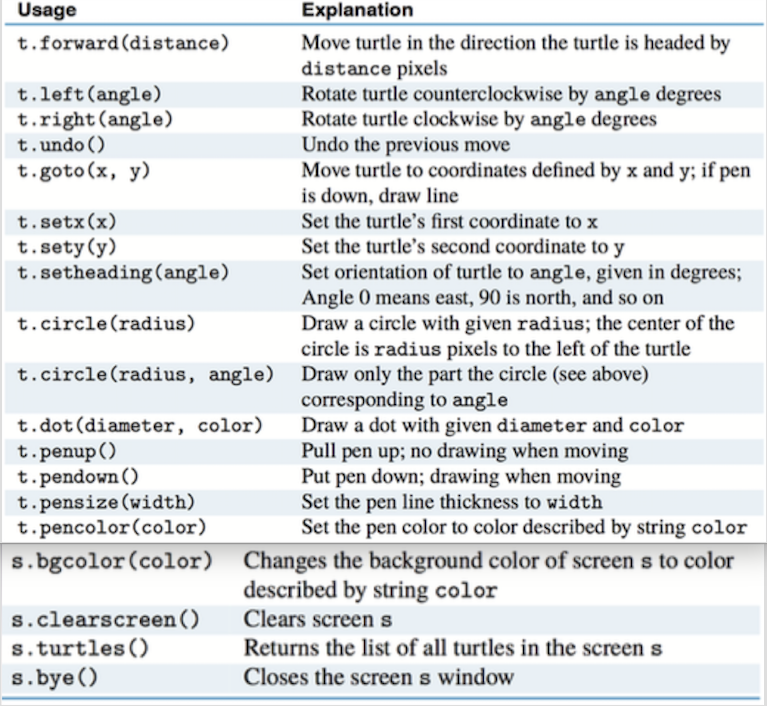 Usage Explanation
t.forward(distance) Move turtle in the direction the turtle is headed by
distance pixels
t.left(angle) Rotate turtle counterclockwise by angle degrees
t.right(angle) Rotate turtle clockwise by angle degrees
t.undo() Undo the previous move
t.goto(x, y) Move turtle to coordinates defined by x and y; if pen
is down, draw line
t.setx(x) Set the turtle's first coordinate to x
t.sety(y) Set the turtle's second coordinate to y
t.setheading(angle) Set orientation of turtle to angle, given in degrees;
Angle 0 means east, 90 is north, and so on
t.circle(radius) Draw a circle with given radius; the center of the
circle is radius pixels to the left of the turtle
t.circle(radius, angle) Draw only the part the circle (see above)
corresponding to angle
t.dot(diameter, color) Draw a dot with given diameter and color
t.penup() Pull pen up; no drawing when moving
t.pendown() Put pen down; drawing when moving
t.pensize(width) Set the pen line thickness to width
t.pencolor(color) Set the pen color to color described by string color
s.bgcolor(color) Changes the background color of screen s to color
described by string color
s.clearscreen() Clears screen s
s.turtles() Returns the list of all turtles in the screen s
s.bye() Closes the screen s window